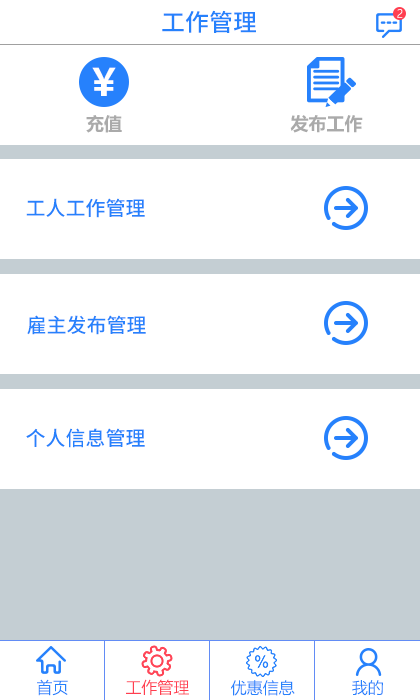 工作管理
2
¥
充值
发布工作
工人工作管理
雇主发布管理
个人信息管理
%
首页 工作管理 优惠信息 我的